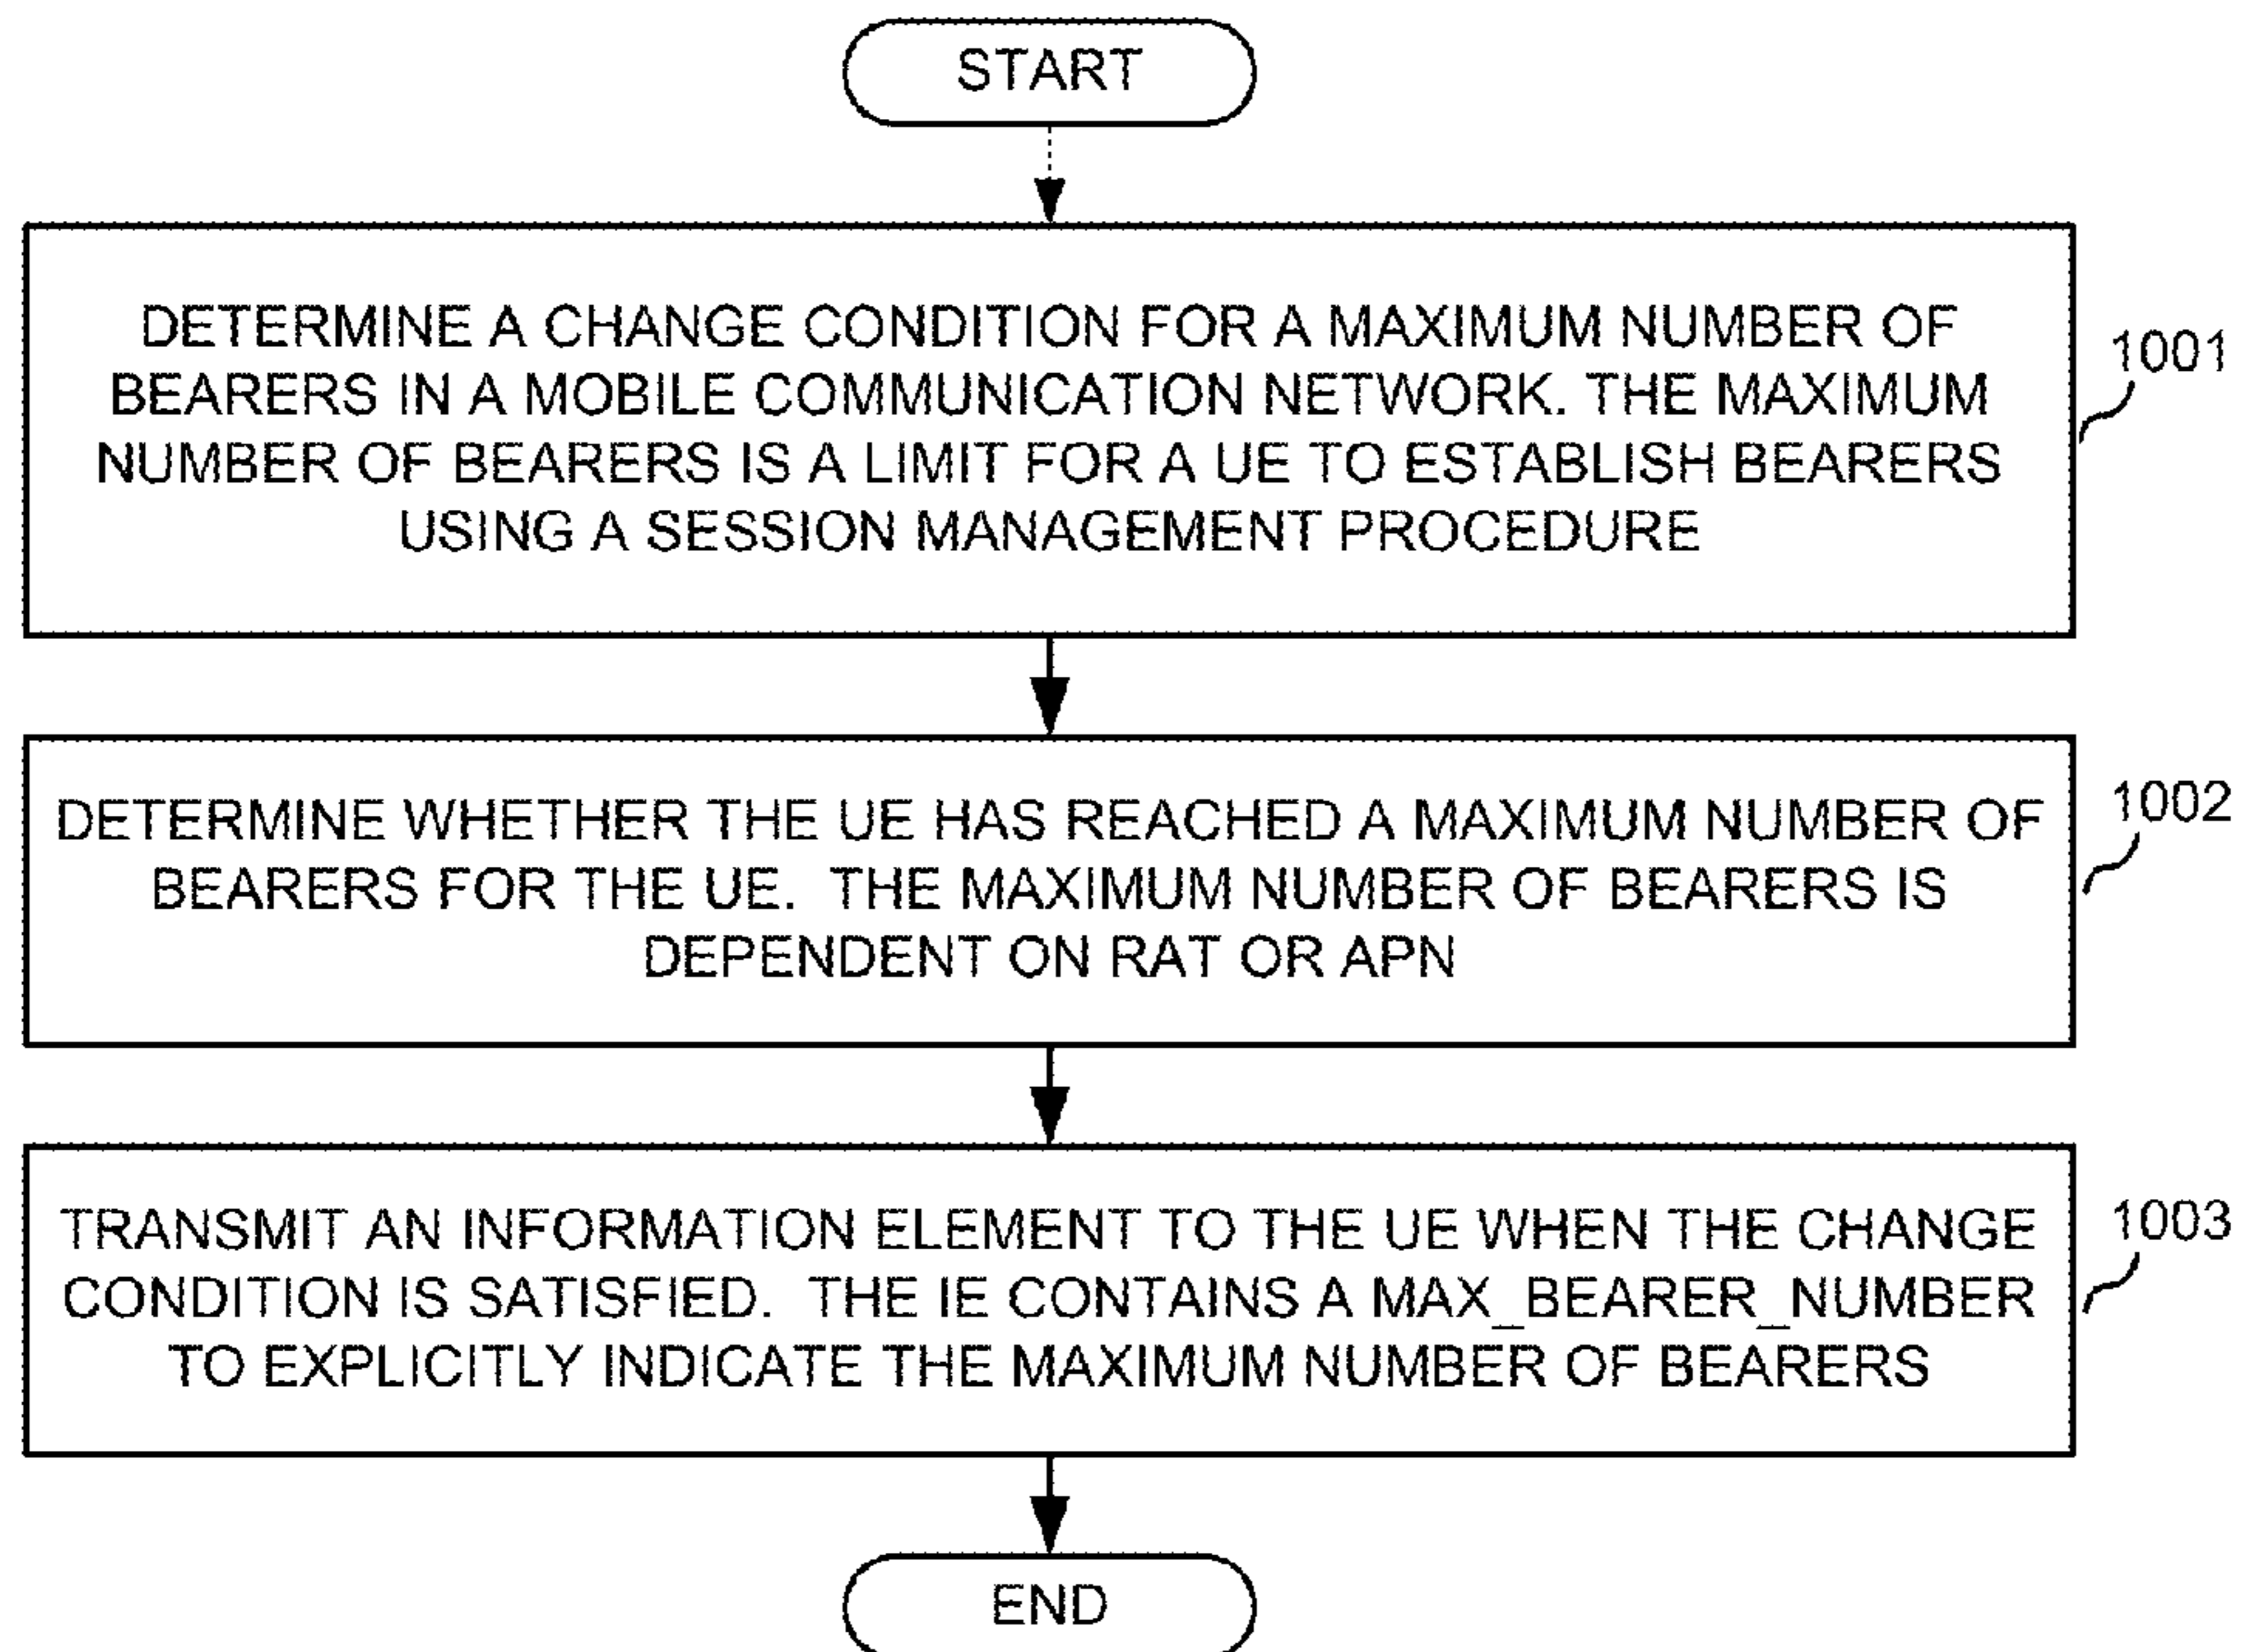 START
DETERMINE A CHANGE CONDITION FOR A MAXIMUM NUMBER OF
BEARERS IN A MOBILE COMMUNICATION NETWORK. THE MAXIMUM
NUMBER OF BEARERS IS A LIMIT FOR A UE TO ESTABLISH BEARERS
USING A SESSION MANAGEMENT PROCEDURE
1001
DETERMINE WHETHER THE UE HAS REACHED A MAXIMUM NUMBER OF
BEARERS FOR THE UE. THE MAXIMUM NUMBER OF BEARERS IS
DEPENDENT ON RAT OR APN
1002
TRANSMIT AN INFORMATION ELEMENT TO THE UE WHEN THE CHANGE
CONDITION IS SATISFIED. THE IE CONTAINS A MAX_BEARER_NUMBER
TO EXPLICITLY INDICATE THE MAXIMUM NUMBER OF BEARERS
1003
END